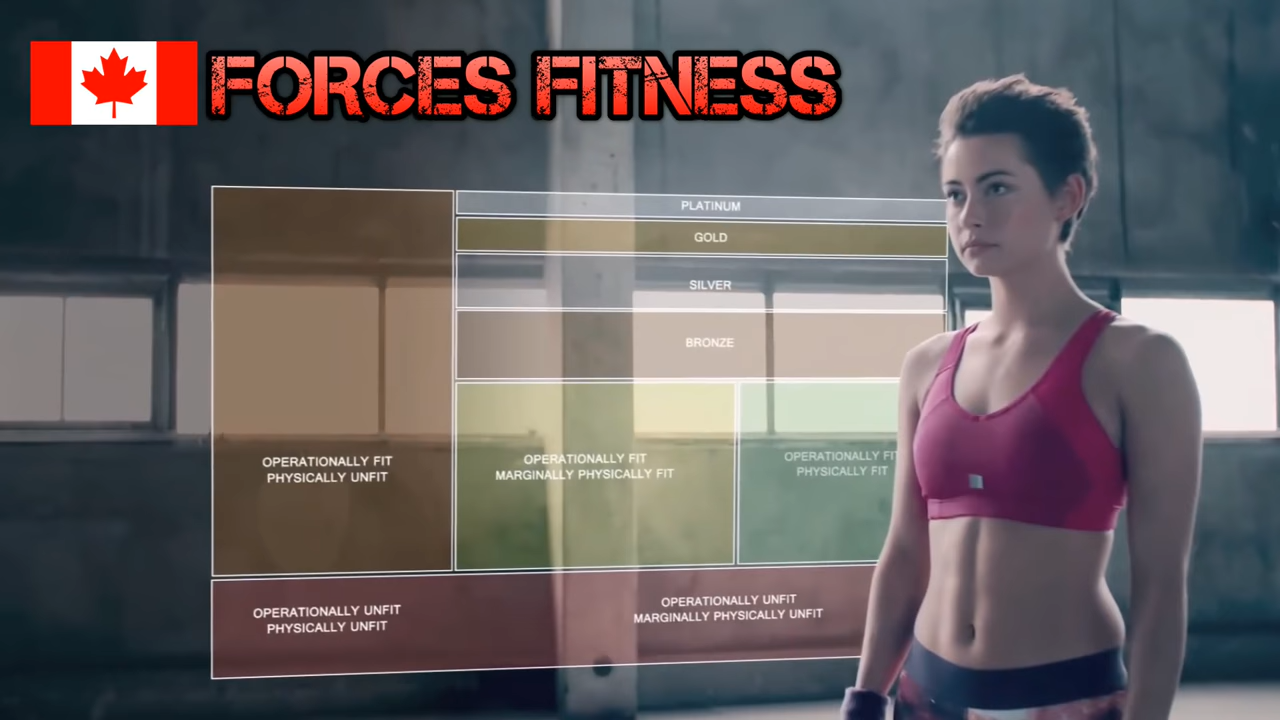 FORCES FITNESS
PLATINUM
GOLD
SILVER
BRONZE
OPERATIONALLY FIT
PHYSICALLY UNFIT
OPERATIONALLY FIT
MARGINALLY PHYSICALLY FIT
OPERATIONALLY FIT
PHYSICALLY FIT
OPERATIONALLY UNFIT
PHYSICALLY UNFIT
OPERATIONALLY UNFIT
MARGINALLY PHYSICALLY UNFIT